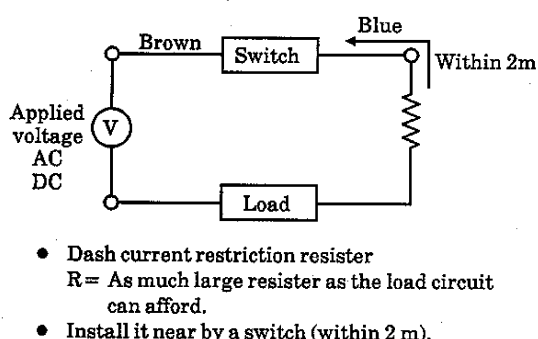 Blue
Brown
Switch
Within 2m
Applied
voltage
AC
DC
V
Load
● Dash current restriction resister
R= As much large resister as the load circuit
can afford.
● Install it near by a switch (within 2 m).